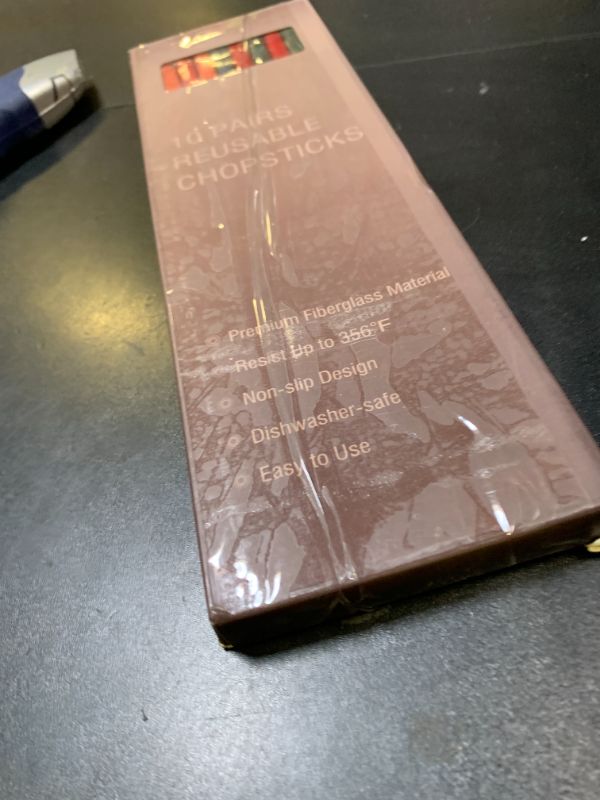 10 PAIRS
REUSABLE
CHOPSTICKS
Premium Fiberglass Material
Resist Up to 356°F
Non-slip Design
Dishwasher-safe
Easy to Use